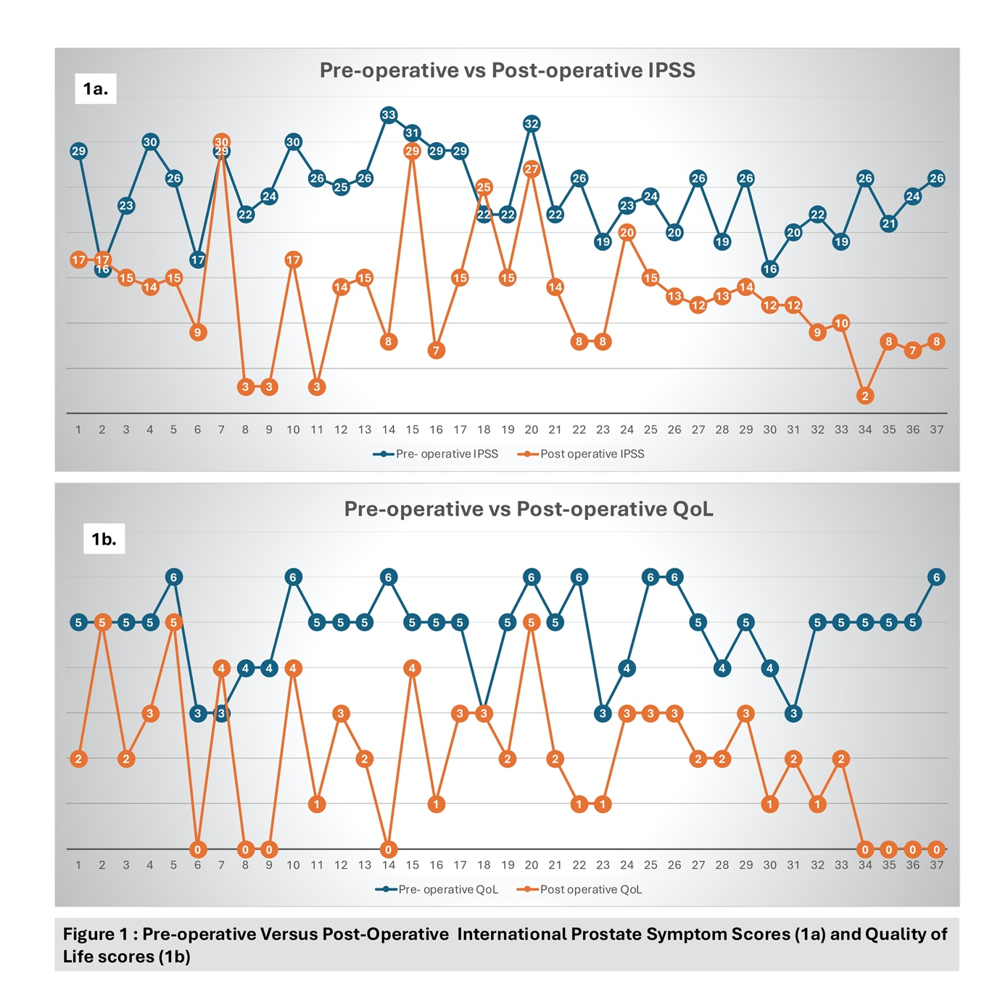 Pre-operative vs Post-operative IPSS
1a.
29 16 23 30 26 17 29 22 24 30 26 25 26 33 31 29 29 22 22 32 22 26 19 23 24 20 26 19 26 16 20 22 19 26 21 24 26
17 17 15 14 15 9 30 3 3 17 3 14 15 8 29 7 15 25 15 27 14 8 8 20 15 13 12 13 14 12 12 9 10 2 8 7 8
1 2 3 4 5 6 7 8 9 10 11 12 13 14 15 16 17 18 19 20 21 22 23 24 25 26 27 28 29 30 31 32 33 34 35 36 37
Pre- operative IPSS Post operative IPSS
Pre-operative vs Post-operative QoL
1b.
5 5 5 6 3 3 4 4 6 5 5 5 6 5 5 5 5 6 5 6 3 4 6 6 5 4 5 4 3 5 5 5 5 5 6
2 5 2 3 5 0 4 0 0 4 1 3 2 0 4 1 3 3 2 5 2 1 1 3 3 3 2 2 3 1 2 1 2 0 0 0 0
1 2 3 4 5 6 7 8 9 10 11 12 13 14 15 16 17 18 19 20 21 22 23 24 25 26 27 28 29 30 31 32 33 34 35 36 37
Pre- operative QoL Post operative QoL
Figure 1 : Pre-operative Versus Post-Operative International Prostate Symptom Scores (1a) and Quality of
Life scores (1b)